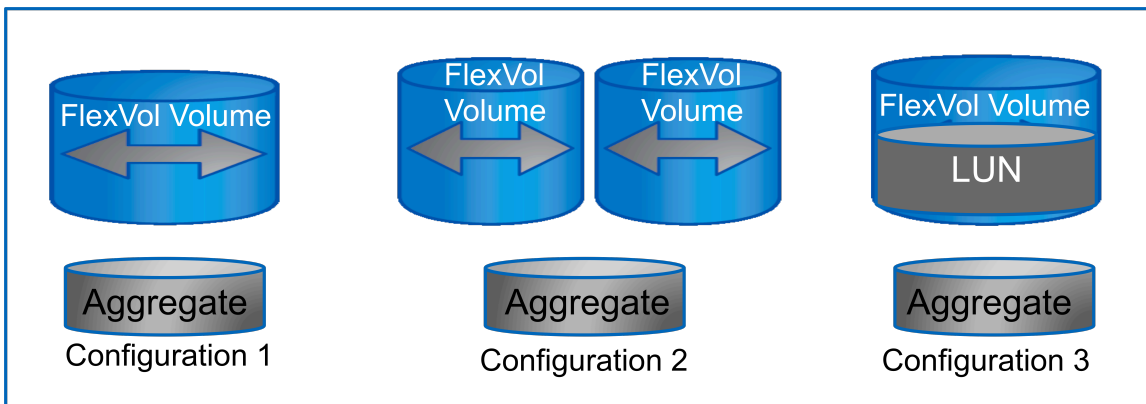 FlexVol Volume
Aggregate
Configuration 1
FlexVol
Volume
FlexVol
Volume
Aggregate
Configuration 2
FlexVol Volume
LUN
Aggregate
Configuration 3